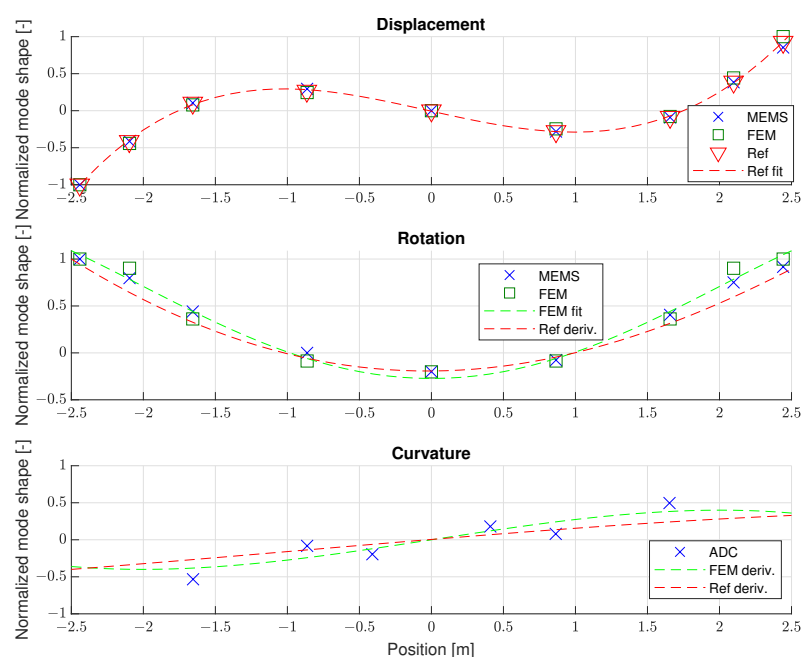 Displacement
Normalized mode shape [-]
1
0.5
0
−0.5
−1
−2.5 −2 −1.5 −1 −0.5 0 0.5 1 1.5 2 2.5
MEMS
FEM
Ref
Ref fit
Rotation
Normalized mode shape [-]
1
0.5
0
−0.5
−2.5 −2 −1.5 −1 −0.5 0 0.5 1 1.5 2 2.5
MEMS
FEM
FEM fit
Ref deriv.
Curvature
Normalized mode shape [-]
1
0.5
0
−0.5
−1
−2.5 −2 −1.5 −1 −0.5 0 0.5 1 1.5 2 2.5
ADC
FEM deriv.
Ref deriv.
Position [m]